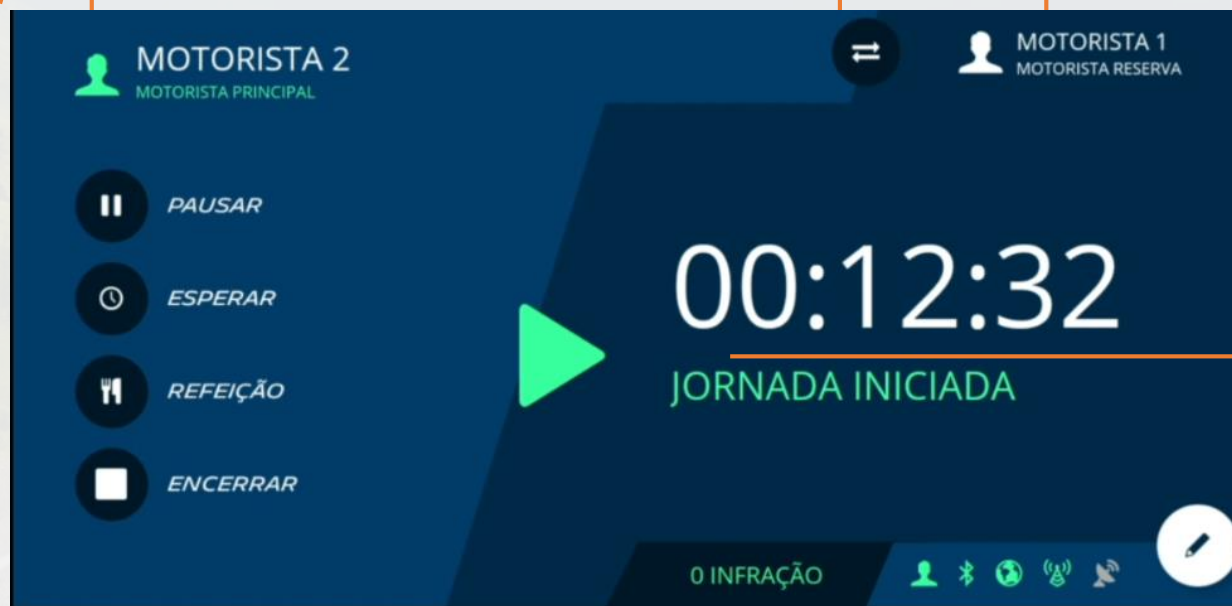 MOTORISTA 2
MOTORISTA PRINCIPAL
MOTORISTA 1
MOTORISTA RESERVA
PAUSAR
ESPERAR
REFEIÇÃO
ENCERRAR
00:12:32
JORNADA INICIADA
0 INFRAÇÃO